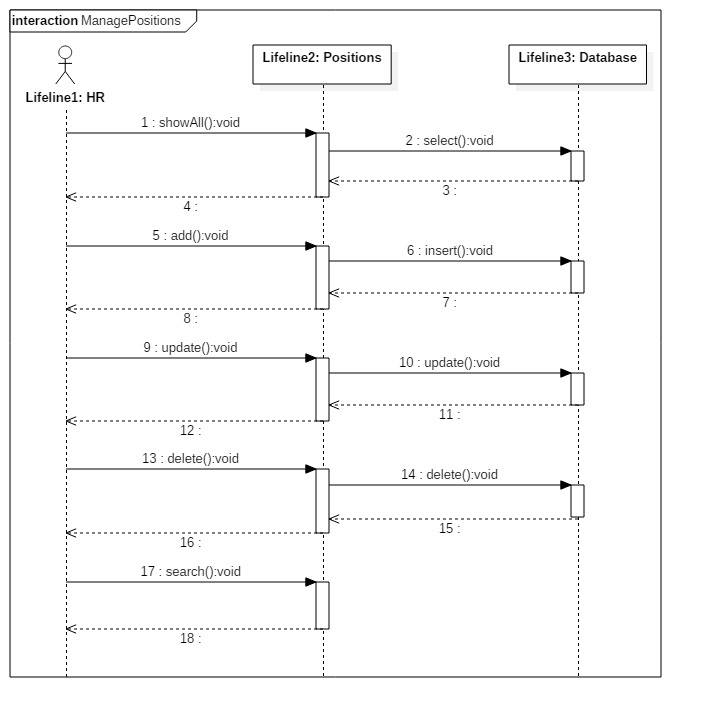 interaction ManagePositions
Lifeline1: HR
Lifeline2: Positions
Lifeline3: Database
1 : showAll():void
2 : select():void
3 :
4 :
5 : add():void
6 : insert():void
7 :
8 :
9 : update():void
10 : update():void
11 :
12 :
13 : delete():void
14 : delete():void
15 :
16 :
17 : search():void
18 :